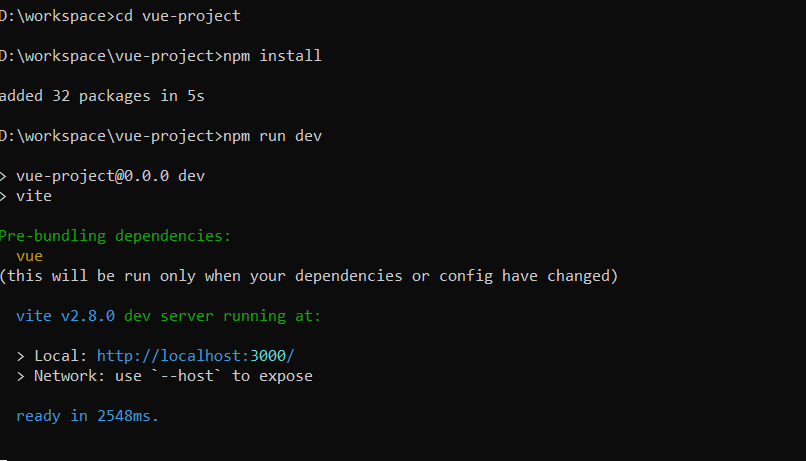 D:\workspace>cd vue-project
D:\workspace\vue-project>npm install
added 32 packages in 5s
D:\workspace\vue-project>npm run dev
> vue-project@0.0.0 dev
> vite
Pre-bundling dependencies:
vue
(this will be run only when your dependencies or config have changed)
vite v2.8.0 dev server running at:
> Local: http://localhost:3000/
> Network: use `--host` to expose
ready in 2548ms.